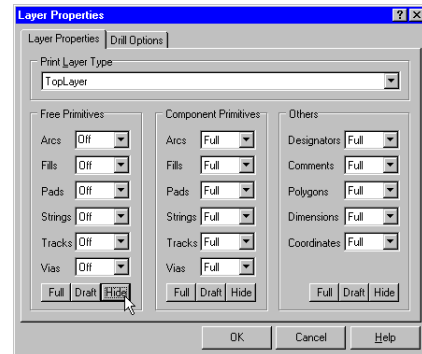 Layer Properties
Layer Properties Drill Options
Print Layer Type
TopLayer
Free Primitives Component Primitives Others
Arcs Off Arcs Full Designators Full
Fills Off Fills Full Comments Full
Pads Off Pads Full Polygons Full
Strings Off Strings Full Dimensions Full
Tracks Off Tracks Full Coordinates Full
Vias Off Vias Full
Full Draft Hide Full Draft Hide Full Draft Hide
OK Cancel Help